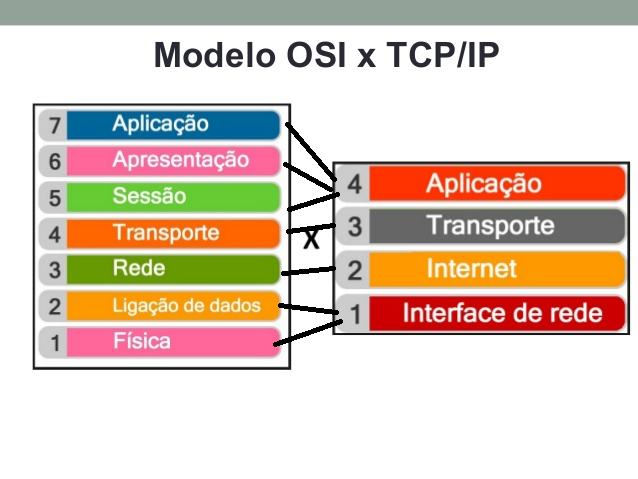 Modelo OSI x TCP/IP
7 Aplicação
6 Apresentação
5 Sessão
4 Transporte
3 Rede
2 Ligação de dados
1 Física
X
4 Aplicação
3 Transporte
2 Internet
1 Interface de rede